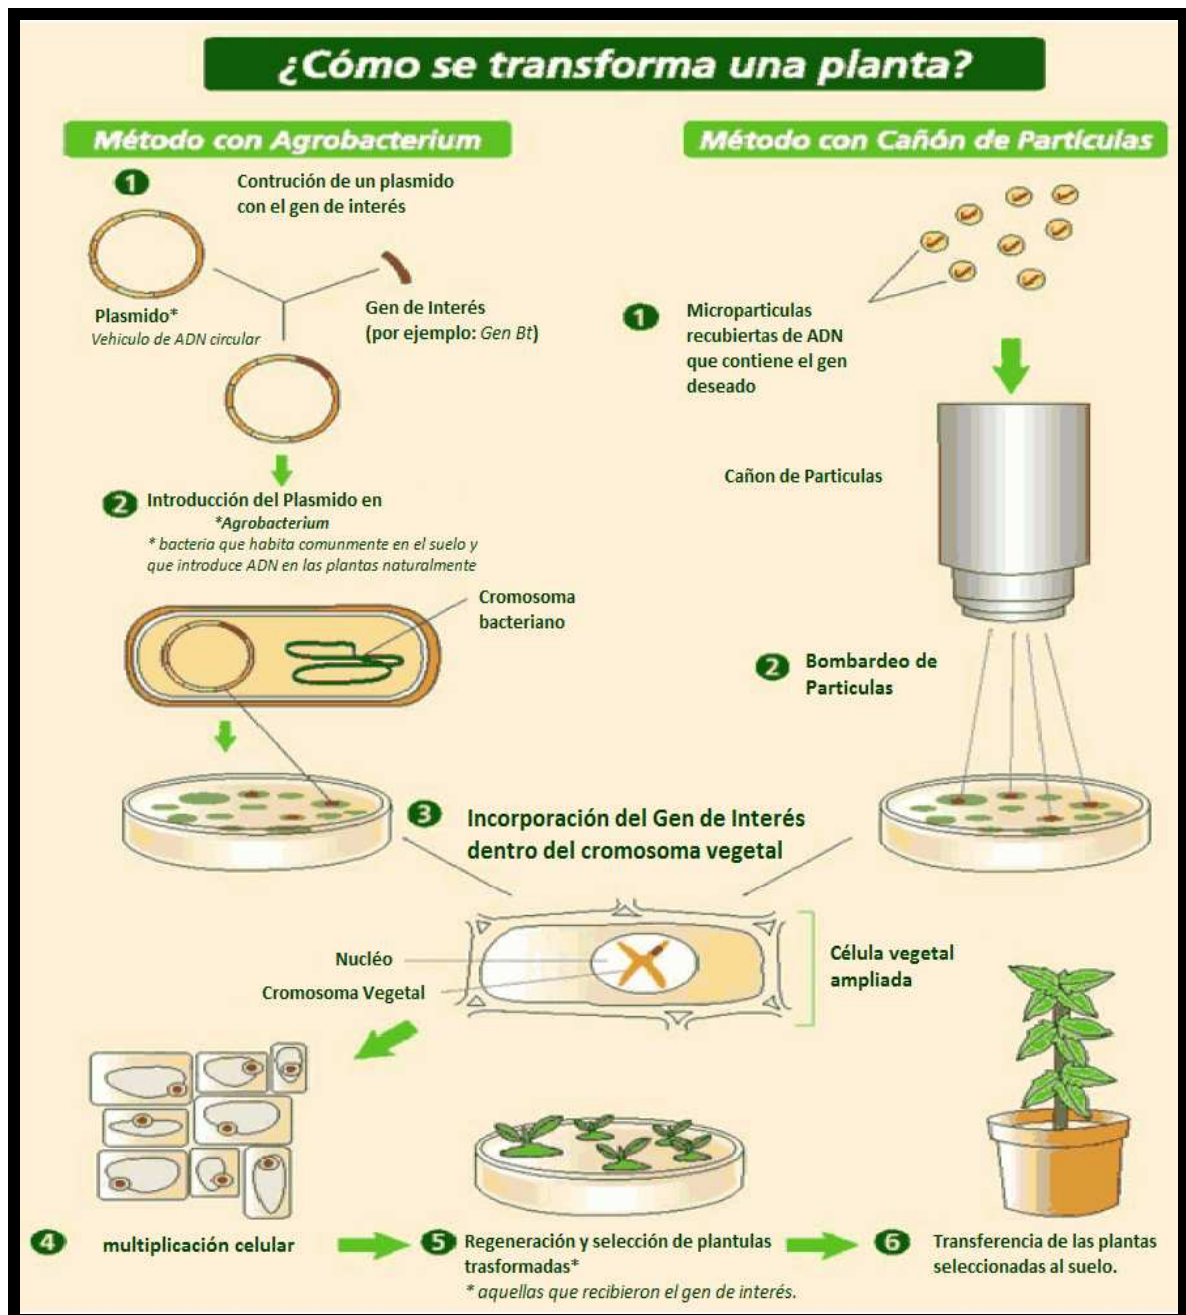 ¿Cómo se transforma una planta?
Método con Agrobacterium
1
Contrución de un plasmido
con el gen de interés
Plasmido*
Vehiculo de ADN circular
Gen de Interés
(por ejemplo: Gen Bt)
2
Introducción del Plasmido en
*Agrobacterium
* bacteria que habita comunmente en el suelo y
que introduce ADN en las plantas naturalmente
Cromosoma
bacteriano
Método con Cañón de Partículas
1
Microparticulas
recubiertas de ADN
que contiene el gen
deseado
Cañon de Particulas
2
Bombardeo de
Particulas
3
Incorporación del Gen de Interés
dentro del cromosoma vegetal
Nucléo
Cromosoma Vegetal
Célula vegetal
ampliada
4
multiplicación celular
5
Regeneración y selección de plantulas
trasformadas*
* aquellas que recibieron el gen de interés.
6
Transferencia de las plantas
seleccionadas al suelo.